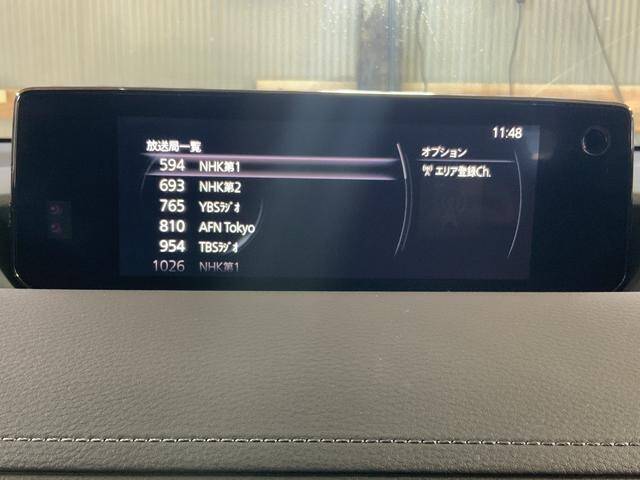 11:48
放送局一覧
594 NHK第1
693 NHK第2
765 YBSﾗｼﾞｵ
810 AFN Tokyo
954 TBSﾗｼﾞｵ
1026 NHK第1
オプション
エリア登録Ch.